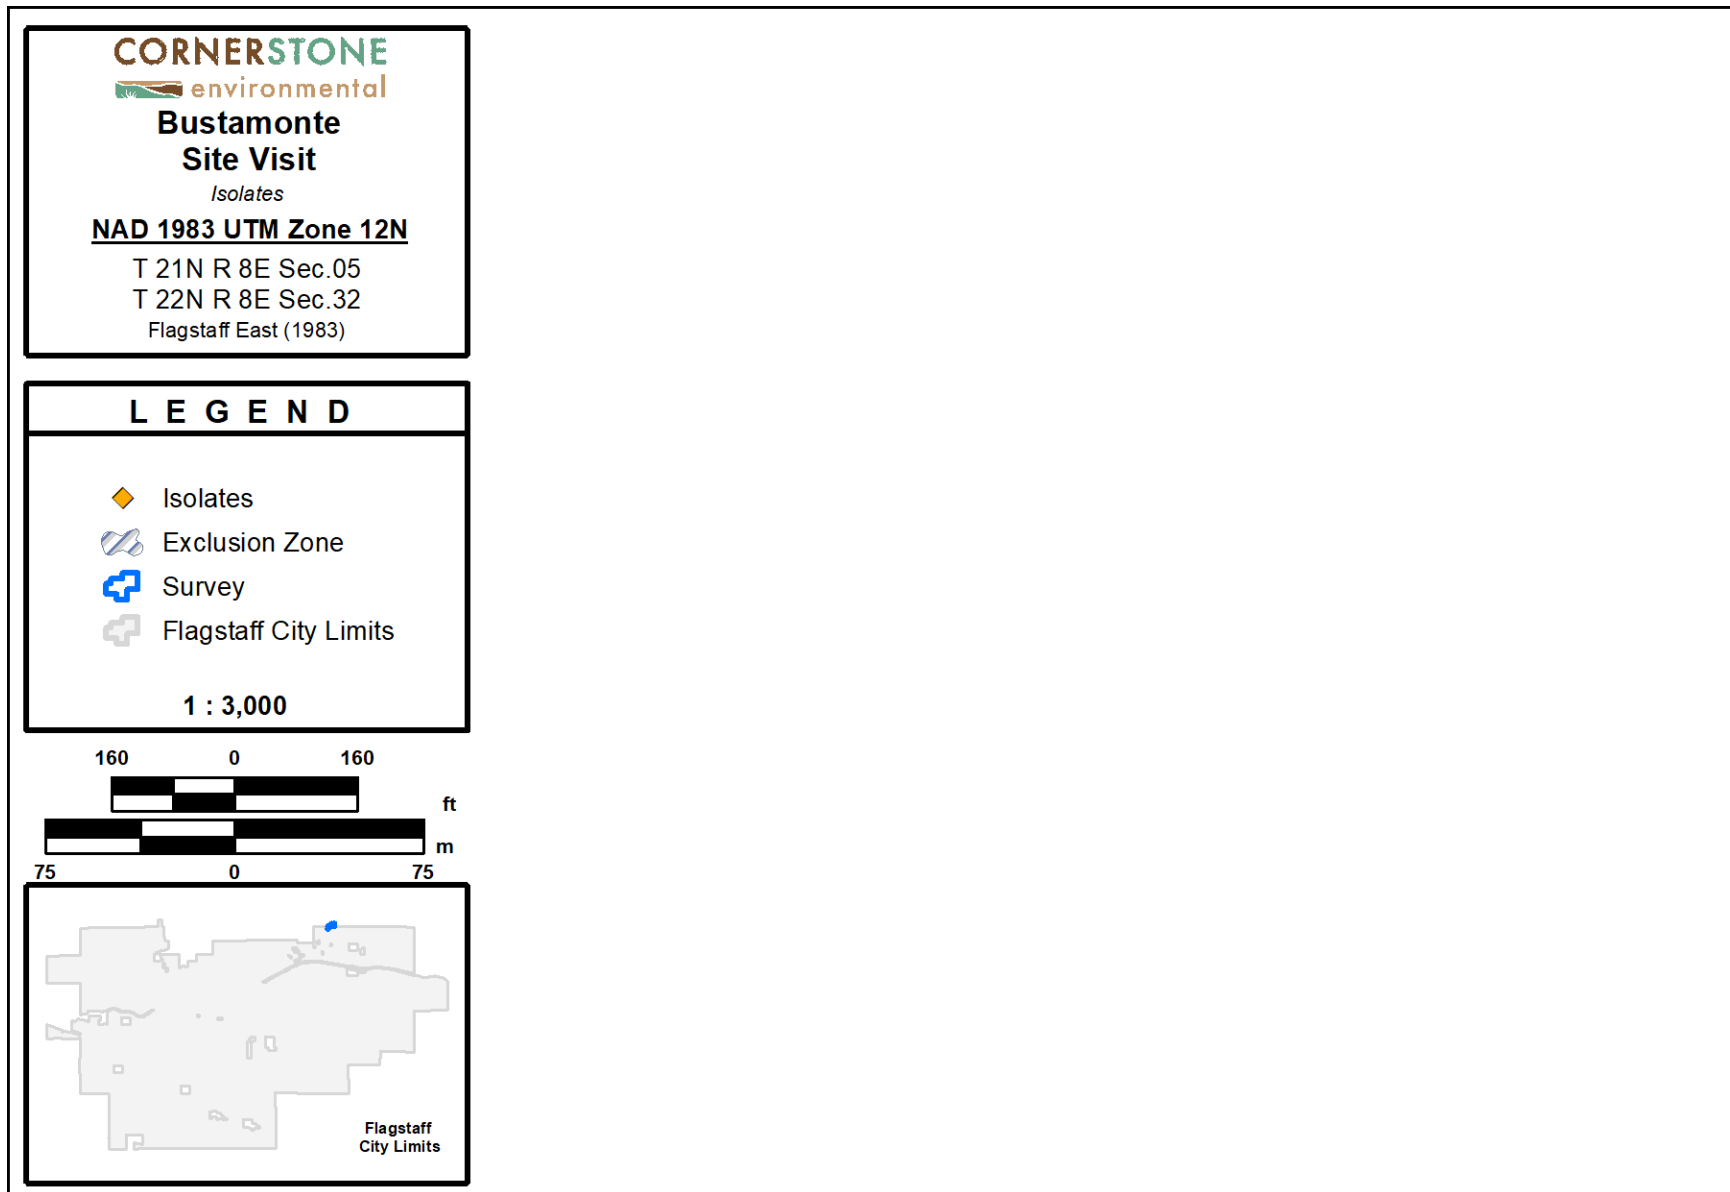 CORNERSTONE
environmental
Bustamonte
Site Visit
Isolates
NAD 1983 UTM Zone 12N
T 21N R 8E Sec.05
T 22N R 8E Sec.32
Flagstaff East (1983)
LEGEND
Isolates
Exclusion Zone
Survey
Flagstaff City Limits
1 : 3,000
160 0 160
ft
m
75 0 75
Flagstaff
City Limits